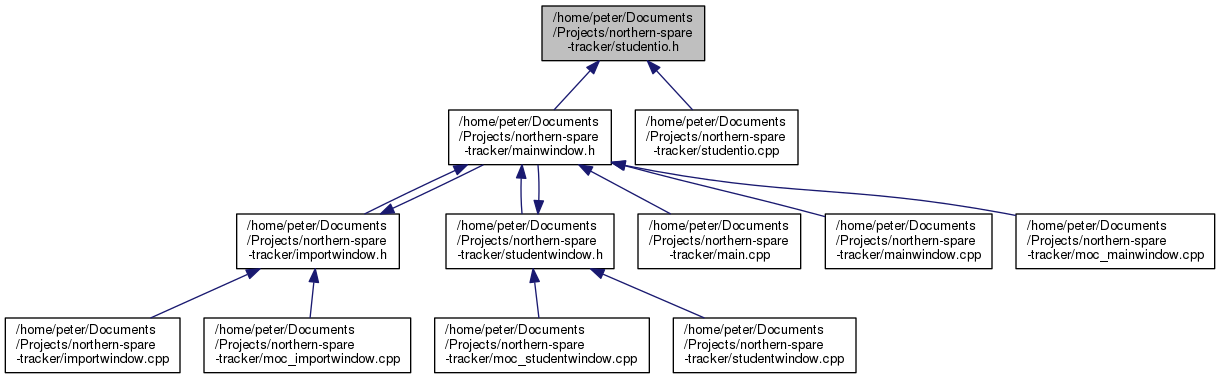 /home/peter/Documents
/Projects/northern-spare
-tracker/studentio.h
/home/peter/Documents
/Projects/northern-spare
-tracker/mainwindow.h
/home/peter/Documents
/Projects/northern-spare
-tracker/studentio.cpp
/home/peter/Documents
/Projects/northern-spare
-tracker/importwindow.h
/home/peter/Documents
/Projects/northern-spare
-tracker/studentwindow.h
/home/peter/Documents
/Projects/northern-spare
-tracker/main.cpp
/home/peter/Documents
/Projects/northern-spare
-tracker/mainwindow.cpp
/home/peter/Documents
/Projects/northern-spare
-tracker/moc_mainwindow.cpp
/home/peter/Documents
/Projects/northern-spare
-tracker/importwindow.cpp
/home/peter/Documents
/Projects/northern-spare
-tracker/moc_importwindow.cpp
/home/peter/Documents
/Projects/northern-spare
-tracker/moc_studentwindow.cpp
/home/peter/Documents
/Projects/northern-spare
-tracker/studentwindow.cpp